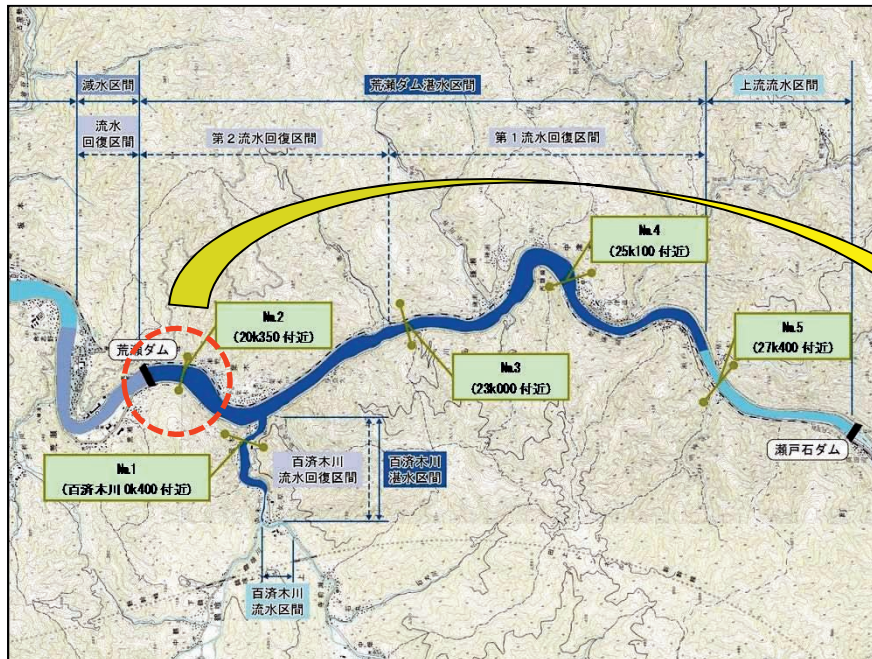 減水区間
荒瀬ダム湛水区間
上流流水区間
流水
回復区間
第2流水回復区間
第1流水回復区間
No.4
(25k100 付近)
No.2
(20k350 付近)
No.5
(27k400 付近)
荒瀬ダム
No.3
(23k000 付近)
瀬戸石ダム
No.1
(百済木川 0k400 付近)
百済木川
流水回復区間
百済木川
湛水区間
百済木川
流水区間